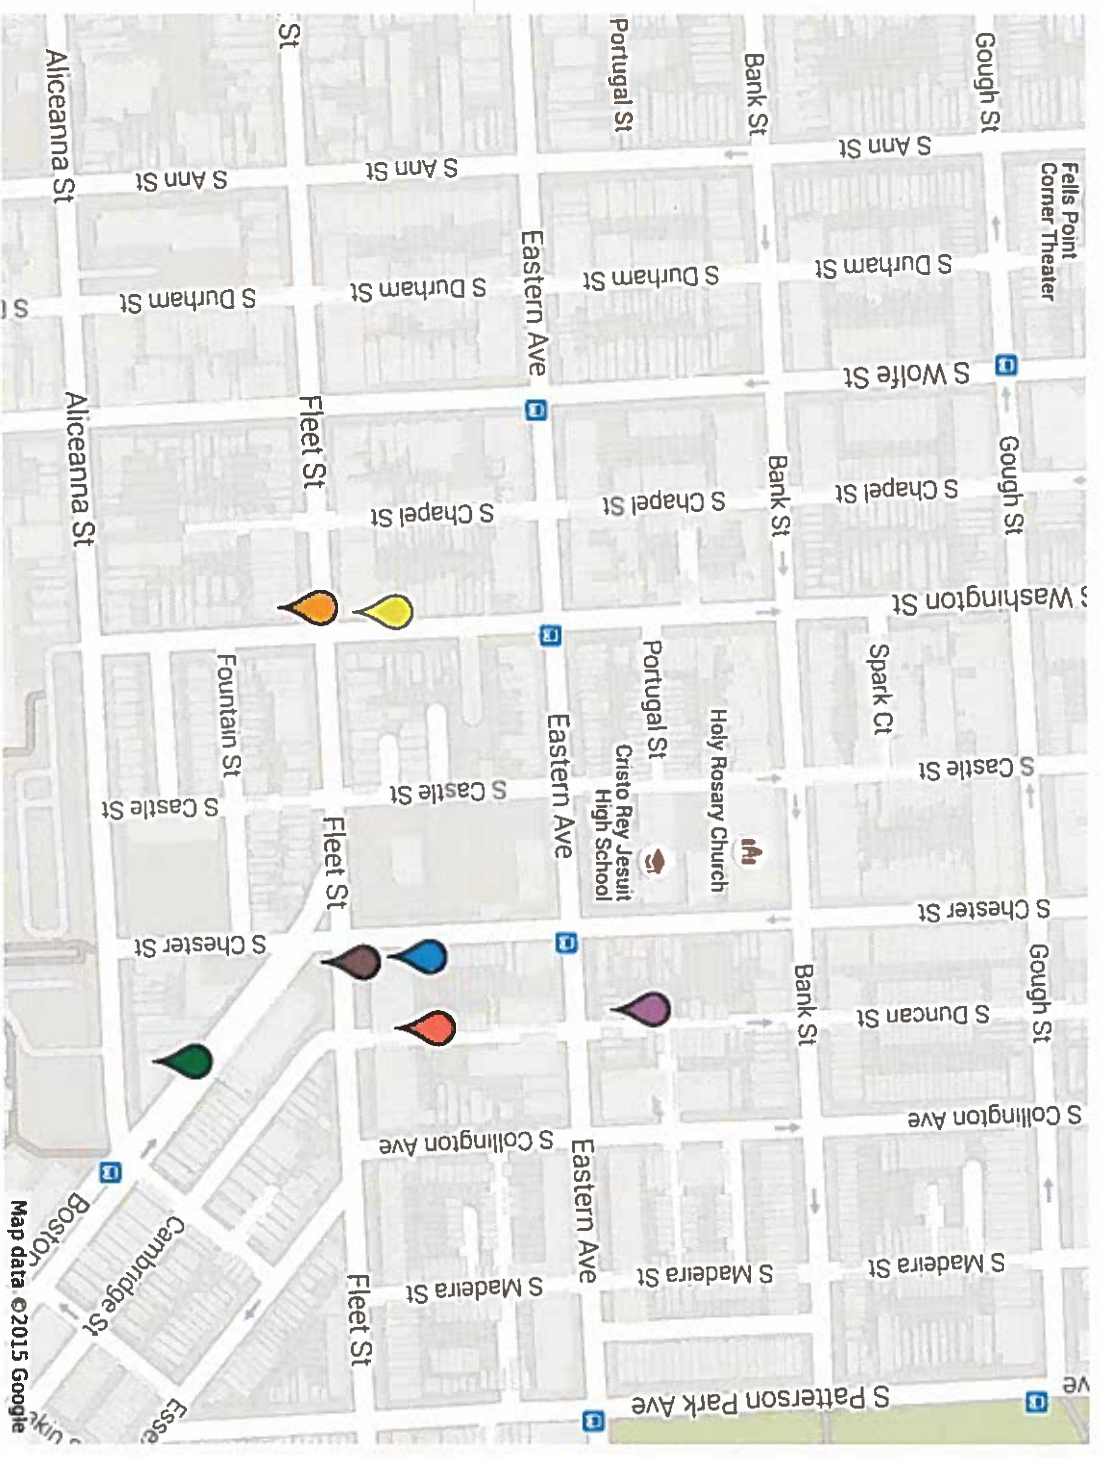 Fells Point
Corner Theater
Gough St
Gough St
Gough St
S Ann St
S Durham St
S Wolfe St
S Chapel St
S Washington St
Spark Ct
S Castle St
S Chester St
S Duncan St
S Collington Ave
S Madeira St
ve
Bank St
Bank St
Bank St
S Patterson Park Ave
Holy Rosary Church
Portugal St
Portugal St
S Durham St
S Chapel St
Cristo Rey Jesuit
High School
S Madeira St
Eastern Ave
Eastern Ave
Eastern Ave
S Ann St
S Durham St
S Chapel St
S Castle St
S Collington Ave
S Madeira St
St
Fleet St
Fleet St
Fleet St
Fountain St
S Ann St
S Durham St
S Castle St
S Chester St
Cambridge St
Esse
Aliceanna St
Aliceanna St
Boston
kin S
S
Map data ©2015 Google